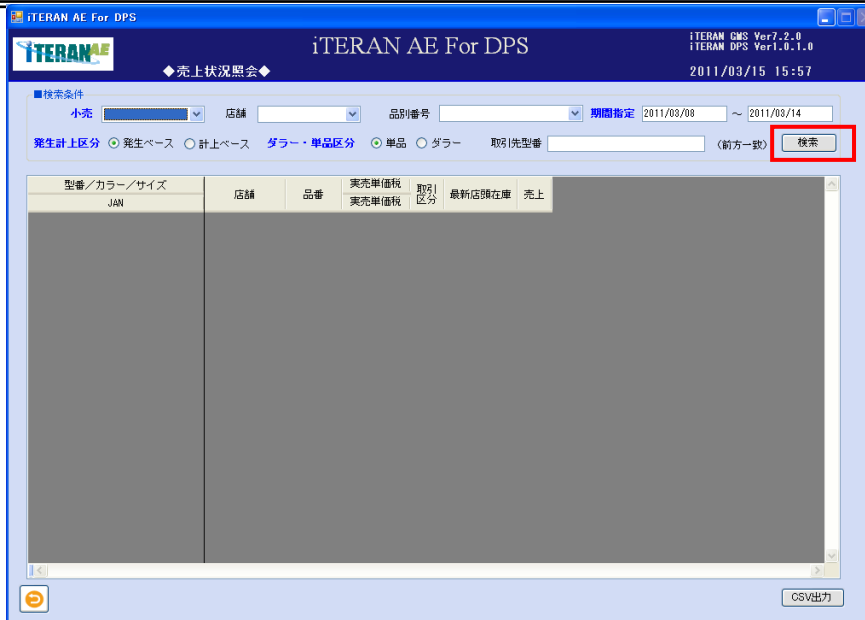 iTERAN AE For DPS
iTERAN AE
iTERAN AE For DPS
iTERAN GMS Ver7.2.0
iTERAN DPS Ver1.0.1.0
◆売上状況照会◆
2011/03/15 15:57
■検索条件
小売 店舗 品別番号 期間指定 2011/03/08 ～ 2011/03/14
発生計上区分 発生ベース 計上ベース ダラー・単品区分 単品 ダラー 取引先型番 (前方一致) 検索
型番／カラー／サイズ 店舗 品番 実売単価税 取引区分 最新店頭在庫 売上
JAN 実売単価税
CSV出力